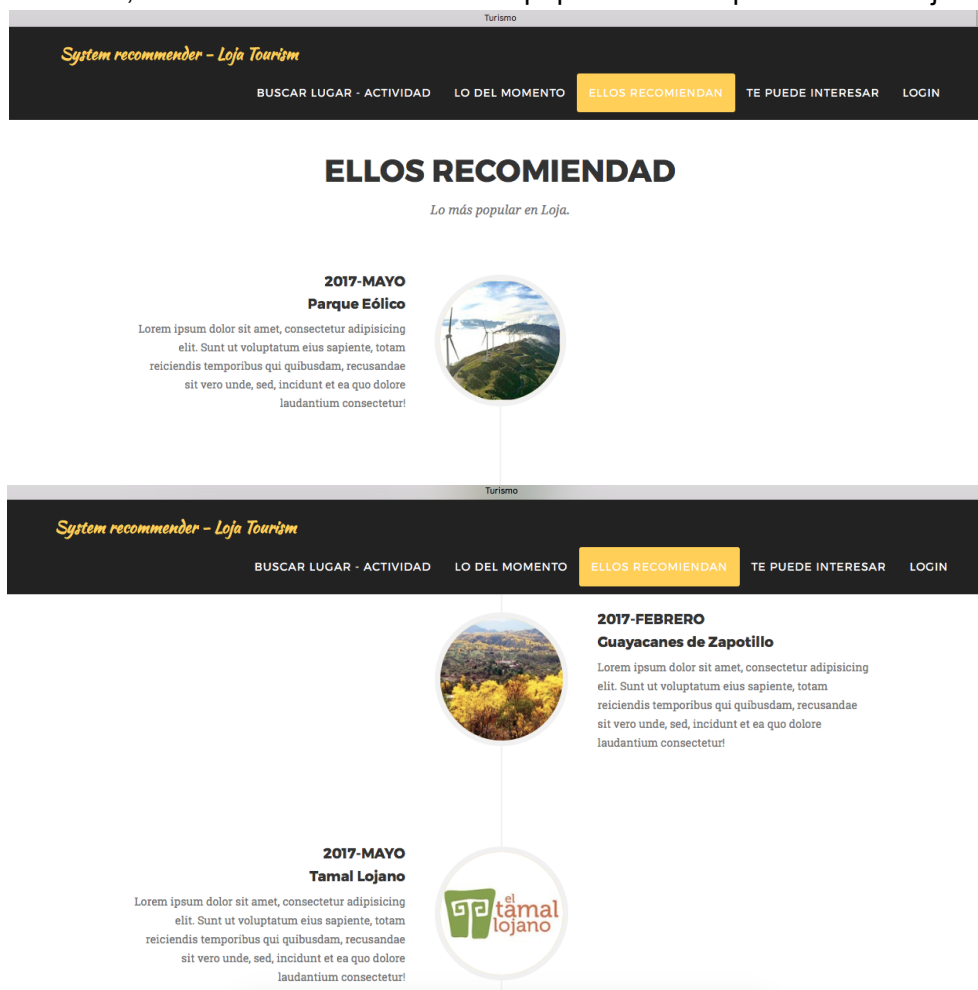 Turismo
System recommender – Loja Tourism
BUSCAR LUGAR - ACTIVIDAD LO DEL MOMENTO ELLOS RECOMIENDAN TE PUEDE INTERESAR LOGIN
ELLOS RECOMIENDAD
Lo más popular en Loja.
2017-MAYO
Parque Eólico
Lorem ipsum dolor sit amet, consectetur adipisicing
elit. Sunt ut voluptatum eius sapiente, totam
reiciendis temporibus qui quibusdam, recusandae
sit vero unde, sed, incidunt et ea quo dolore
laudantium consectetur!
Turismo
System recommender – Loja Tourism
BUSCAR LUGAR - ACTIVIDAD LO DEL MOMENTO ELLOS RECOMIENDAN TE PUEDE INTERESAR LOGIN
2017-FEBRERO
Guayacanes de Zapotillo
Lorem ipsum dolor sit amet, consectetur adipisicing
elit. Sunt ut voluptatum eius sapiente, totam
reiciendis temporibus qui quibusdam, recusandae
sit vero unde, sed, incidunt et ea quo dolore
laudantium consectetur!
2017-MAYO
Tamal Lojano
Lorem ipsum dolor sit amet, consectetur adipisicing
elit. Sunt ut voluptatum eius sapiente, totam
reiciendis temporibus qui quibusdam, recusandae
sit vero unde, sed, incidunt et ea quo dolore
laudantium consectetur!
el
tamal
lojano